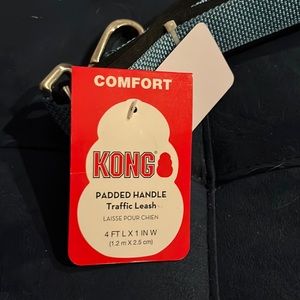 COMFORT
KONG
PADDED HANDLE
Traffic Leash
LAISSE POUR CHIEN
4 FT L X 1 IN W
(1.2 m X 2.5 cm)